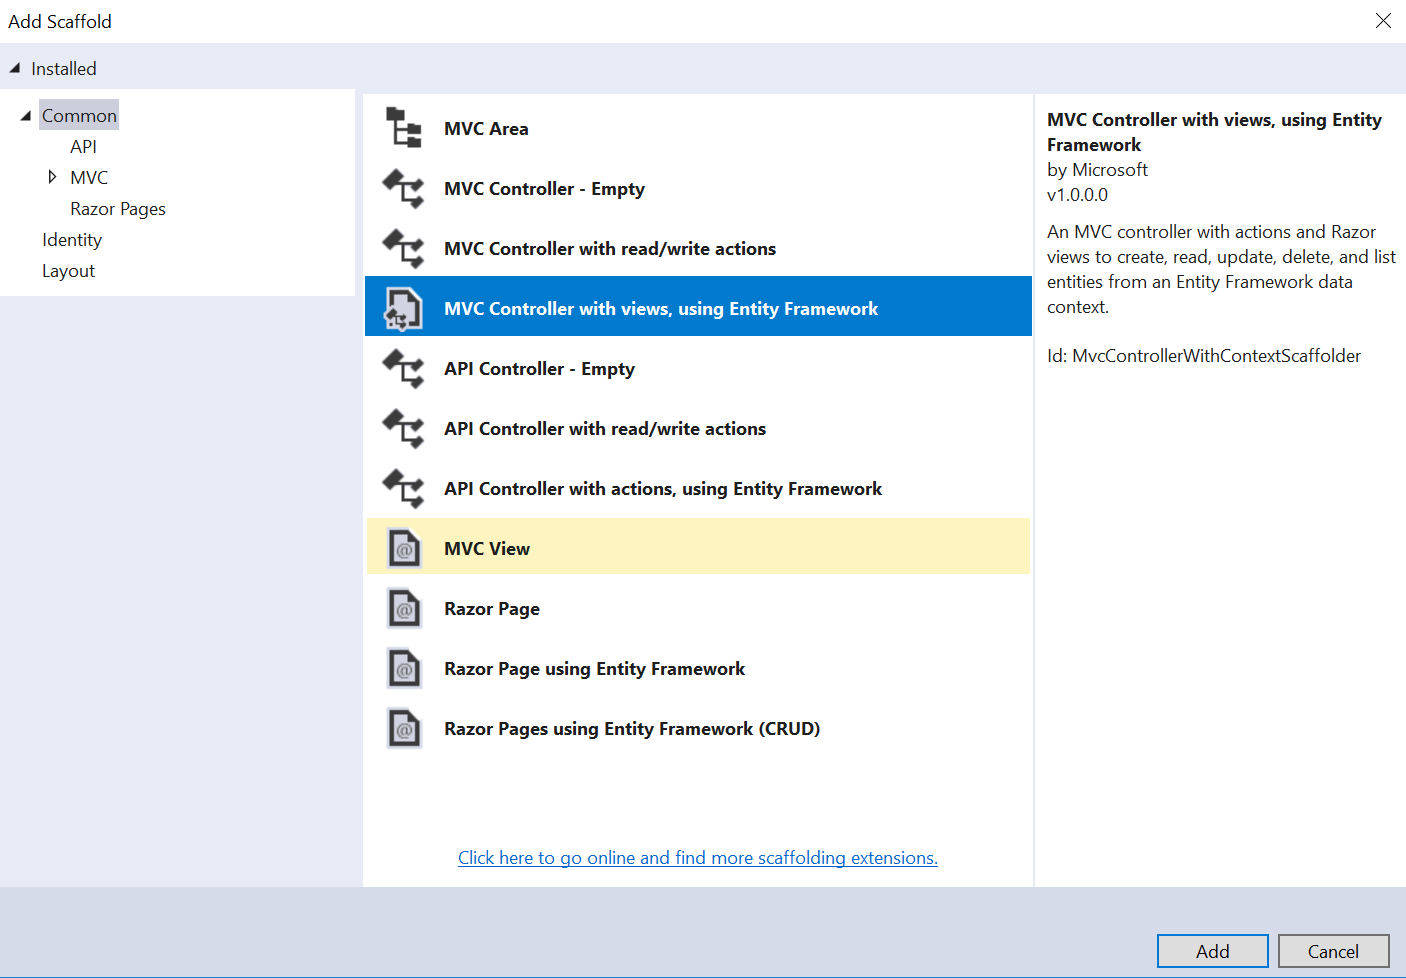 Add Scaffold
Installed
Common
API
MVC
Razor Pages
Identity
Layout
MVC Area
MVC Controller - Empty
MVC Controller with read/write actions
MVC Controller with views, using Entity Framework
API Controller - Empty
API Controller with read/write actions
API Controller with actions, using Entity Framework
MVC View
Razor Page
Razor Page using Entity Framework
Razor Pages using Entity Framework (CRUD)
Click here to go online and find more scaffolding extensions.
MVC Controller with views, using Entity
Framework
by Microsoft
v1.0.0.0
An MVC controller with actions and Razor
views to create, read, update, delete, and list
entities from an Entity Framework data
context.
Id: MvcControllerWithContextScaffolder
Add
Cancel